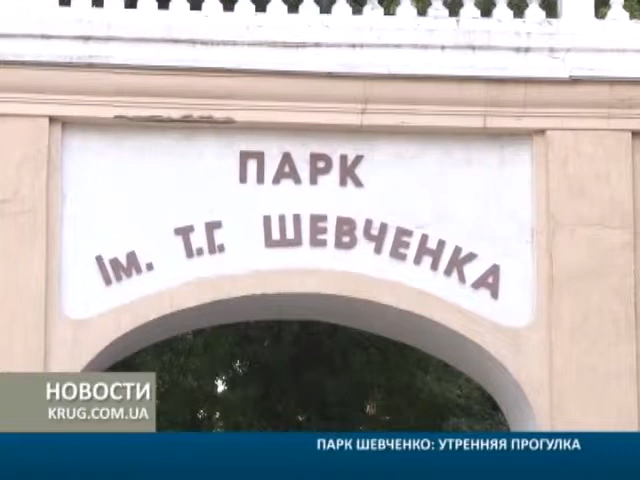 ПАРК
Ім. Т.Г. ШЕВЧЕНКА
НОВОСТИ
KRUG.COM.UA
ПАРК ШЕВЧЕНКО: УТРЕННЯЯ ПРОГУЛКА